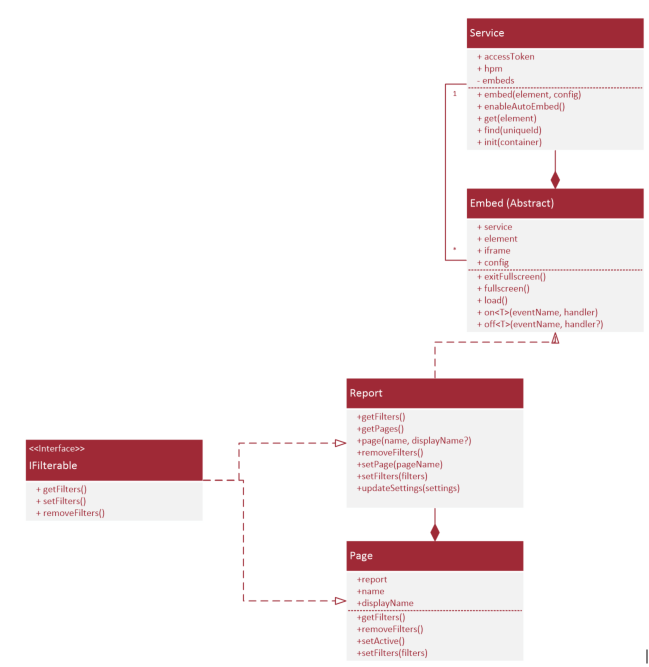 Service
+ accessToken
+ hpm
- embeds
+ embed(element, config)
+ enableAutoEmbed()
+ get(element)
+ find(uniqueId)
+ init(container)
1
*
Embed (Abstract)
+ service
+ element
+ iframe
+ config
+ exitFullscreen()
+ fullscreen()
+ load()
+ on<T>(eventName, handler)
+ off<T>(eventName, handler?)
Report
+getFilters()
+getPages()
+page(name, displayName?)
+removeFilters()
+setPage(pageName)
+setFilters(filters)
+updateSettings(settings)
<<Interface>>
IFilterable
+ getFilters()
+ setFilters()
+ removeFilters()
Page
+report
+name
+displayName
+getFilters()
+removeFilters()
+setActive()
+setFilters(filters)